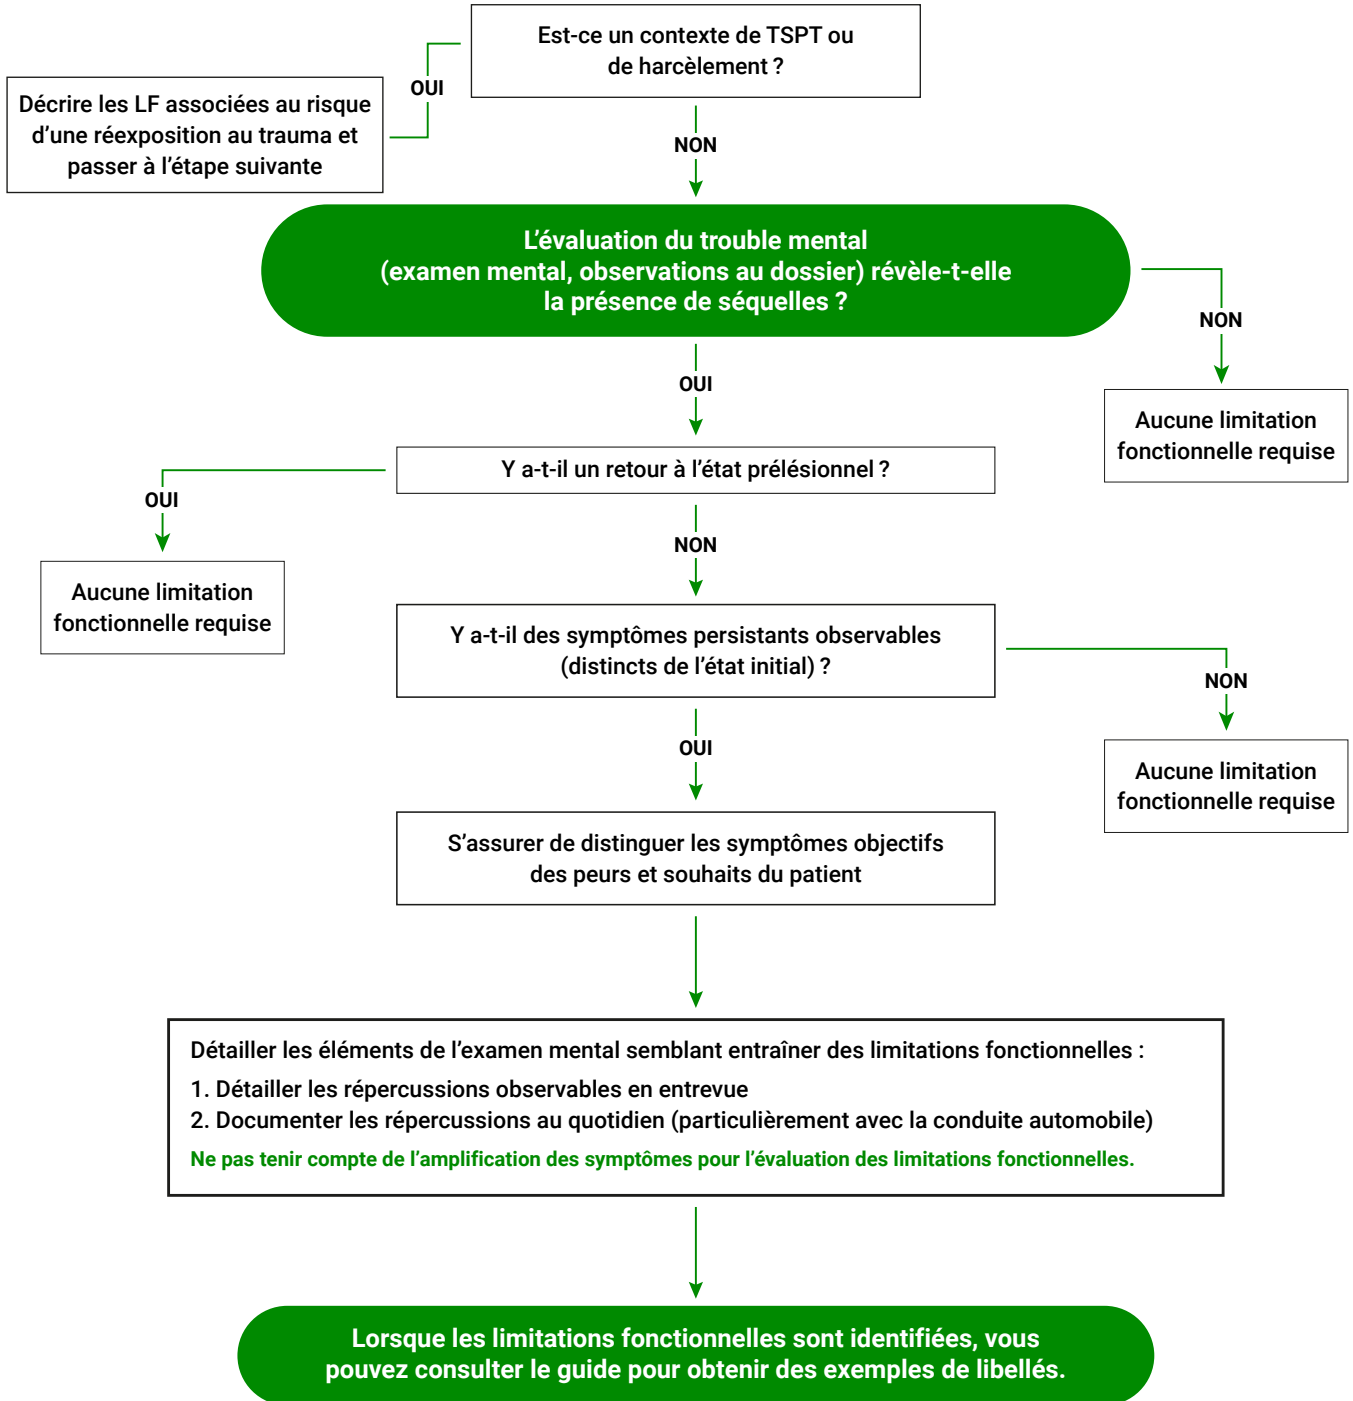 Est-ce un contexte de TSPT ou
de harcèlement ?
OUI
Décrire les LF associées au risque
d’une réexposition au trauma et
passer à l’étape suivante
NON
L’évaluation du trouble mental
(examen mental, observations au dossier) révèle-t-elle
la présence de séquelles ?
NON
Aucune limitation
fonctionnelle requise
OUI
Y a-t-il un retour à l’état prélésionnel ?
OUI
Aucune limitation
fonctionnelle requise
NON
Y a-t-il des symptômes persistants observables
(distincts de l’état initial) ?
NON
Aucune limitation
fonctionnelle requise
OUI
S’assurer de distinguer les symptômes objectifs
des peurs et souhaits du patient
Détailler les éléments de l’examen mental semblant entraîner des limitations fonctionnelles :
1. Détailler les répercussions observables en entrevue
2. Documenter les répercussions au quotidien (particulièrement avec la conduite automobile)
Ne pas tenir compte de l’amplification des symptômes pour l’évaluation des limitations fonctionnelles.
Lorsque les limitations fonctionnelles sont identifiées, vous
pouvez consulter le guide pour obtenir des exemples de libellés.